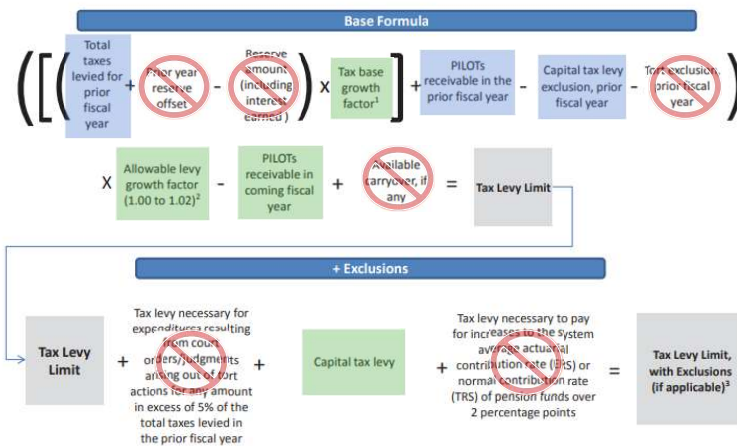 Base Formula
Total
taxes
levied for
prior
fiscal
year
+
Prior year
reserve
offset
-
Reserve
amount
(including
interest
earned )
X
Tax base
growth
factor¹
+
PILOTs
receivable in the
prior fiscal year
-
Capital tax levy
exclusion, prior
fiscal year
-
Tort exclusion,
prior fiscal
year
X
Allowable levy
growth factor
(1.00 to 1.02)²
-
PILOTs
receivable in
coming fiscal
year
+
Available
carryover, if
any
=
Tax Levy Limit
+ Exclusions
Tax Levy
Limit
+
Tax levy necessary for
expenditures resulting
from court
orders/judgments
arising out of tort
actions for any amount
in excess of 5% of the
total taxes levied in
the prior fiscal year
+
Capital tax levy
+
Tax levy necessary to pay
for increases to the system
average actuarial
contribution rate (ERS) or
normal contribution rate
(TRS) of pension funds over
2 percentage points
=
Tax Levy Limit,
with Exclusions
(if applicable)³